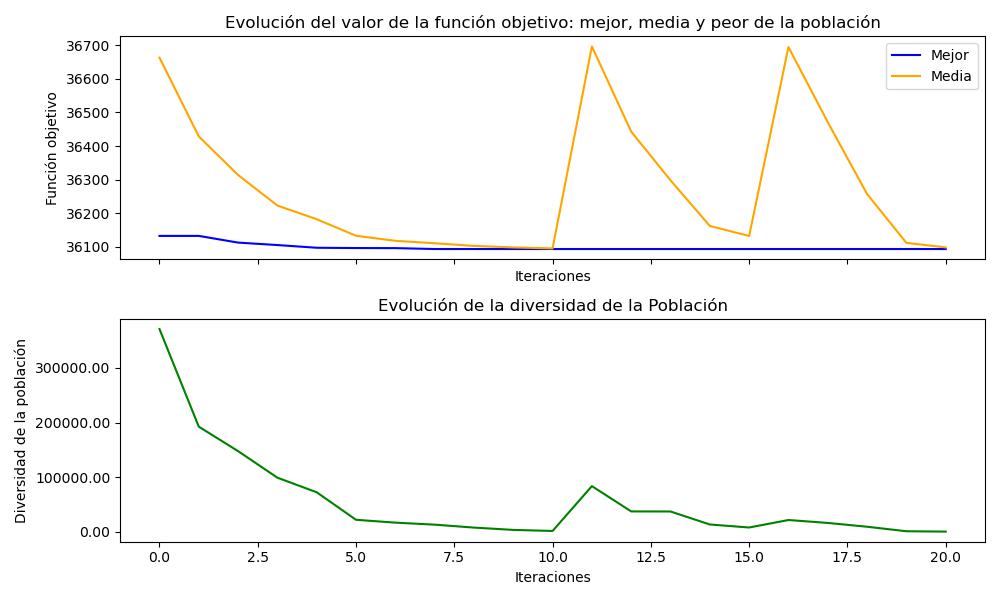 Evolución del valor de la función objetivo: mejor, media y peor de la población
36700
36600
36500
36400
36300
36200
36100
Función objetivo
Mejor
Media
Iteraciones
Evolución de la diversidad de la Población
300000.00
200000.00
100000.00
0.00
Diversidad de la población
0.0 2.5 5.0 7.5 10.0 12.5 15.0 17.5 20.0
Iteraciones